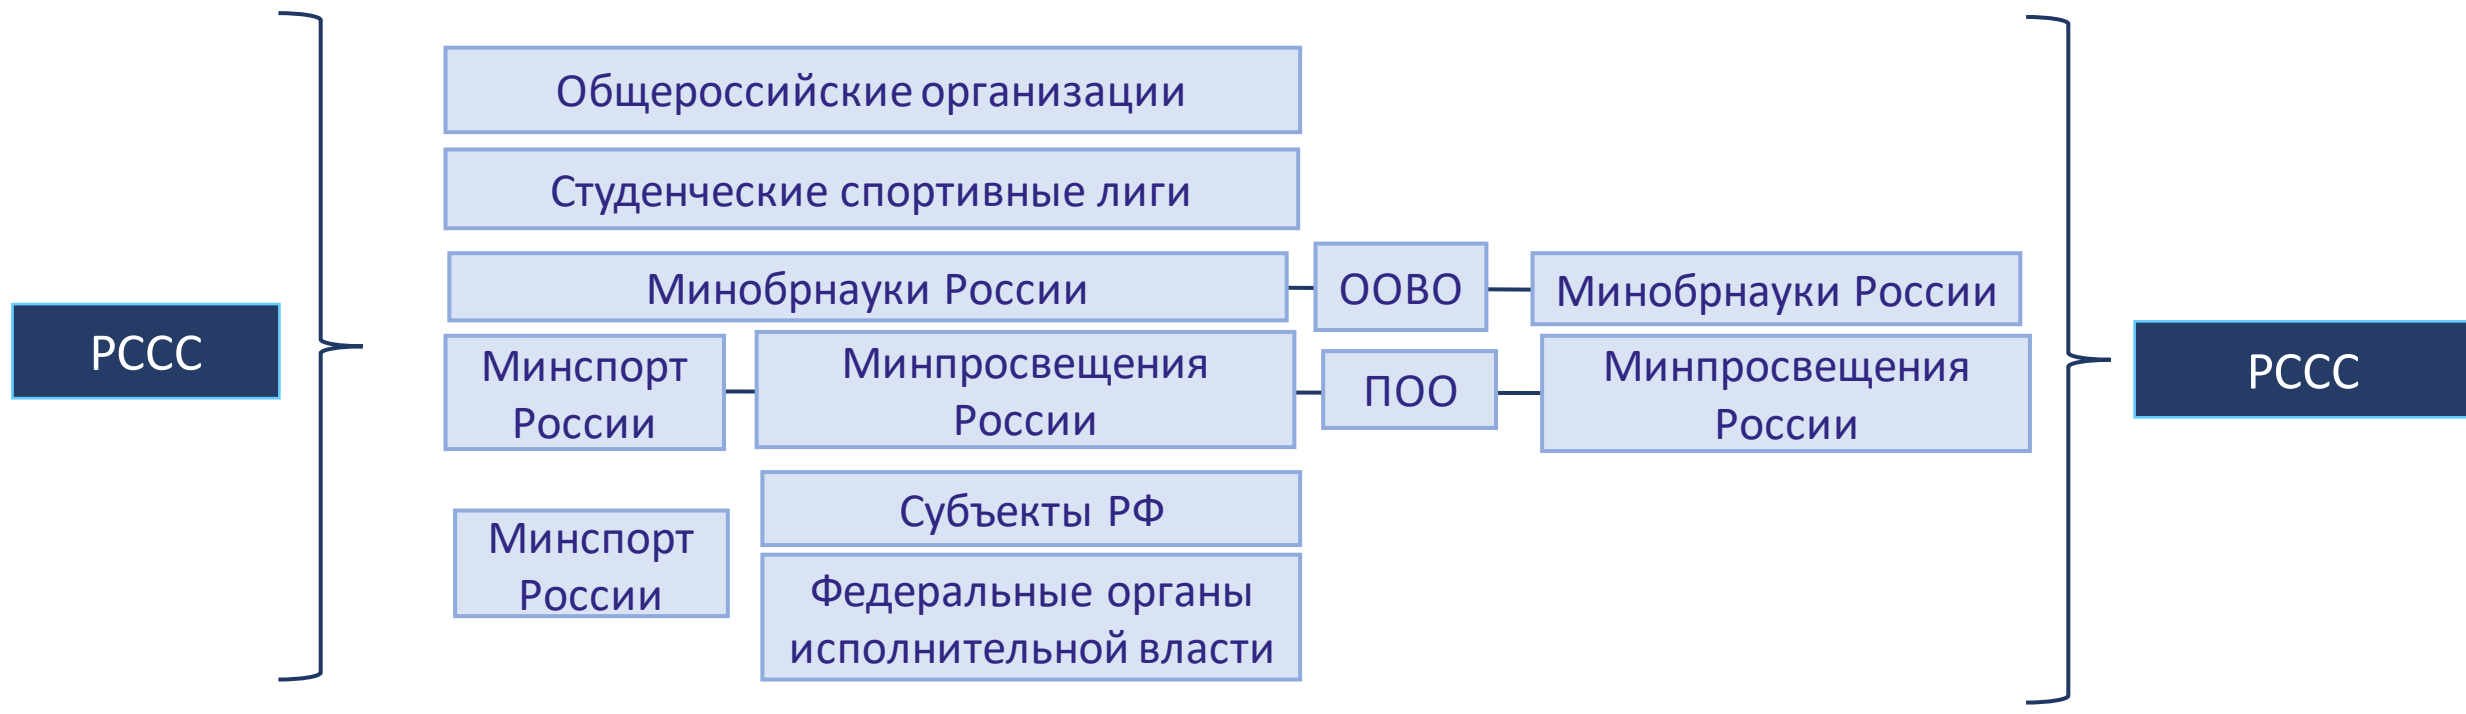 Общероссийские организации
Студенческие спортивные лиги
Минобрнауки России
ООВО
Минобрнауки России
РССС
Минспорт
России
Минпросвещения
России
ПОО
Минпросвещения
России
РССС
Минспорт
России
Субъекты РФ
Федеральные органы
исполнительной власти